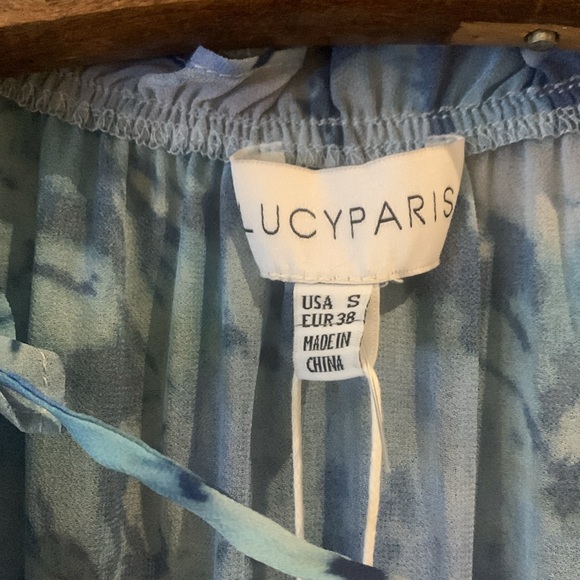 LUCYPARIS
USA S
EUR 38
MADE IN
CHINA